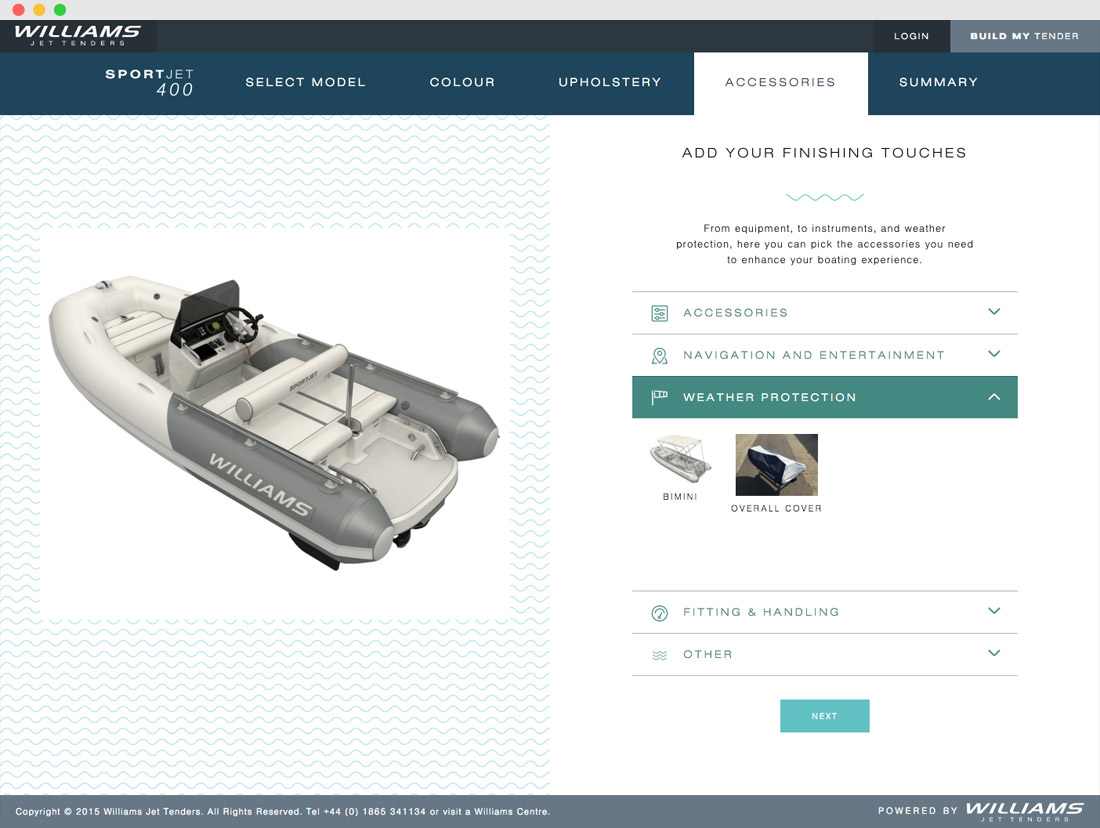 WILLIAMS
JET TENDERS
LOGIN
BUILD MY TENDER
SPORTJET
400
SELECT MODEL
COLOUR
UPHOLSTERY
ACCESSORIES
SUMMARY
ADD YOUR FINISHING TOUCHES
From equipment, to instruments, and weather
protection, here you can pick the accessories you need
to enhance your boating experience.
ACCESSORIES
NAVIGATION AND ENTERTAINMENT
WEATHER PROTECTION
BIMINI
OVERALL COVER
FITTING & HANDLING
OTHER
NEXT
SPORTJET
WILLIAMS
Copyright © 2015 Williams Jet Tenders. All Rights Reserved. Tel +44 (0) 1865 341134 or visit a Williams Centre.
POWERED BY WILLIAMS
JET TENDERS